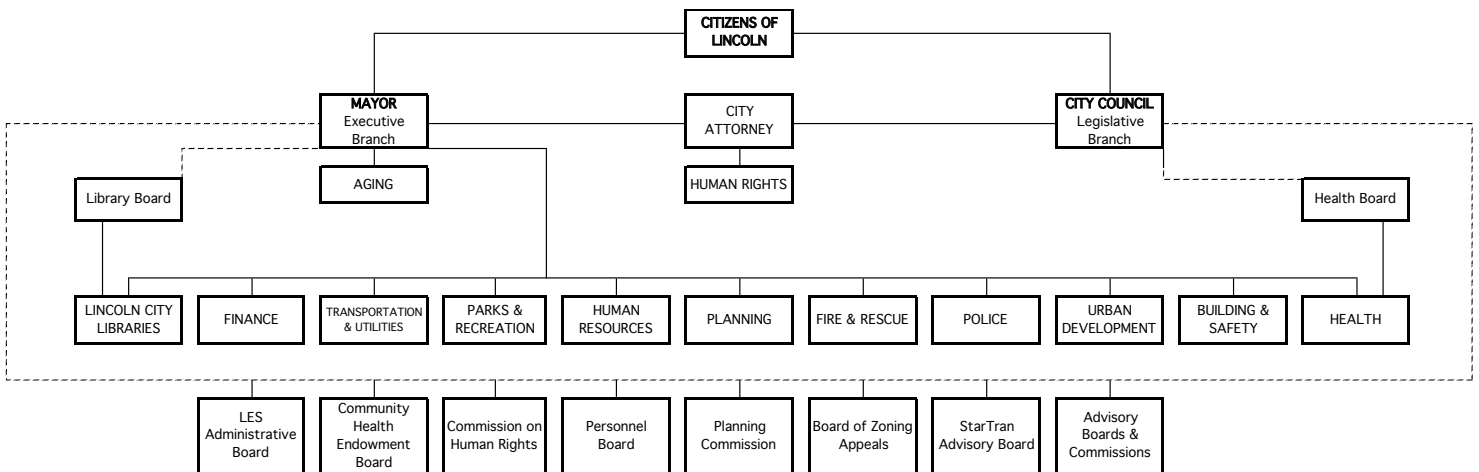 CITIZENS OF
LINCOLN
MAYOR
Executive
Branch
CITY
ATTORNEY
CITY COUNCIL
Legislative
Branch
AGING
HUMAN RIGHTS
Library Board
Health Board
LINCOLN CITY
LIBRARIES
FINANCE
TRANSPORTATION
& UTILITIES
PARKS &
RECREATION
HUMAN
RESOURCES
PLANNING
FIRE & RESCUE
POLICE
URBAN
DEVELOPMENT
BUILDING &
SAFETY
HEALTH
LES
Administrative
Board
Community
Health
Endowment
Board
Commission on
Human Rights
Personnel
Board
Planning
Commission
Board of Zoning
Appeals
StarTran
Advisory Board
Advisory
Boards &
Commissions